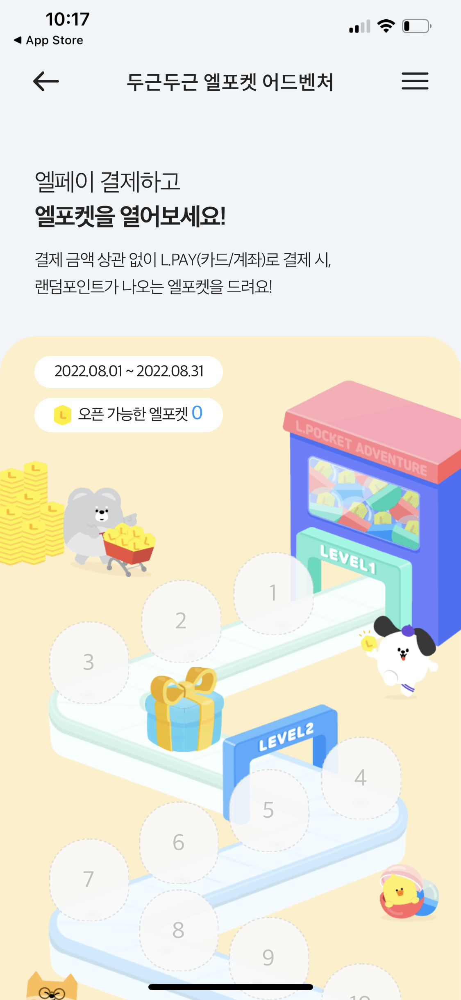 10:17
◀ App Store
두근두근 엘포켓 어드벤처
엘페이 결제하고
엘포켓을 열어보세요!
결제 금액 상관 없이 L.PAY(카드/계좌)로 결제 시,
랜덤포인트가 나오는 엘포켓을 드려요!
2022.08.01 ~ 2022.08.31
L 오픈 가능한 엘포켓 0
L.POCKET ADVENTURE
LEVEL1
1
2
3
LEVEL2
4
5
6
7
8
9
10